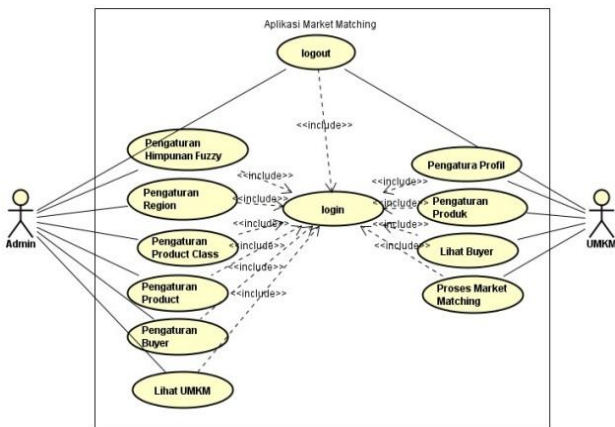 Aplikasi Market Matching
logout
<<include>>
Pengaturan
Himpunan Fuzzy
<<include>>
Pengatura Profil
<<include>>
Pengaturan
Region
<<include>>
login
<<include>>
Pengaturan
Produk
Admin
UMKM
Pengaturan
Product Class
<<include>>
<<include>>
Lihat Buyer
<<include>>
Pengaturan
Product
<<include>>
<<include>>
Proses Market
Matching
Pengaturan
Buyer
<<include>>
Lihat UMKM